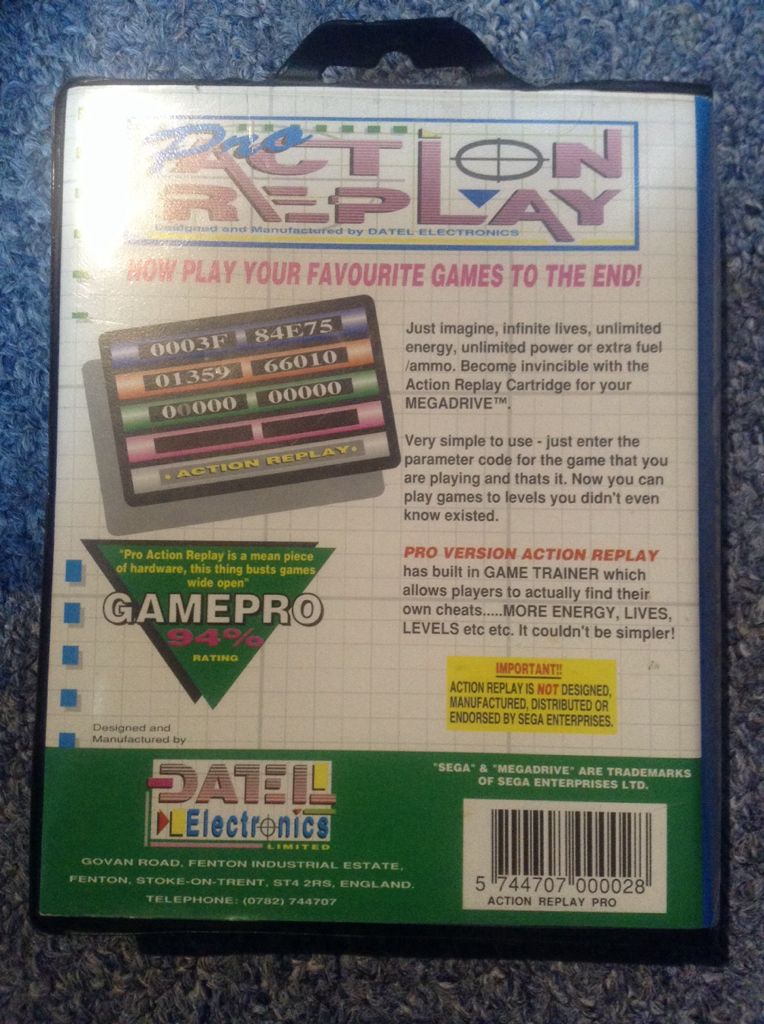 Pro
ACTION
REPLAY
Designed and Manufactured by DATEL ELECTRONICS
NOW PLAY YOUR FAVOURITE GAMES TO THE END!
0003F 84E75
01359 66010
00000 00000
• ACTION REPLAY •
Just imagine, infinite lives, unlimited
energy, unlimited power or extra fuel
/ammo. Become invincible with the
Action Replay Cartridge for your
MEGADRIVE™.
Very simple to use - just enter the
parameter code for the game that you
are playing and thats it. Now you can
play games to levels you didn't even
know existed.
PRO VERSION ACTION REPLAY
has built in GAME TRAINER which
allows players to actually find their
own cheats.....MORE ENERGY, LIVES,
LEVELS etc etc. It couldn't be simpler!
"Pro Action Replay is a mean piece
of hardware, this thing busts games
wide open"
GAMEPRO
94%
RATING
IMPORTANT!!
ACTION REPLAY IS NOT DESIGNED,
MANUFACTURED, DISTRIBUTED OR
ENDORSED BY SEGA ENTERPRISES.
Designed and
Manufactured by
DATEL
Electronics
LIMITED
GOVAN ROAD, FENTON INDUSTRIAL ESTATE,
FENTON, STOKE-ON-TRENT, ST4 2RS, ENGLAND.
TELEPHONE: (0782) 744707
"SEGA" & "MEGADRIVE" ARE TRADEMARKS
OF SEGA ENTERPRISES LTD.
5 744707 000028
ACTION REPLAY PRO